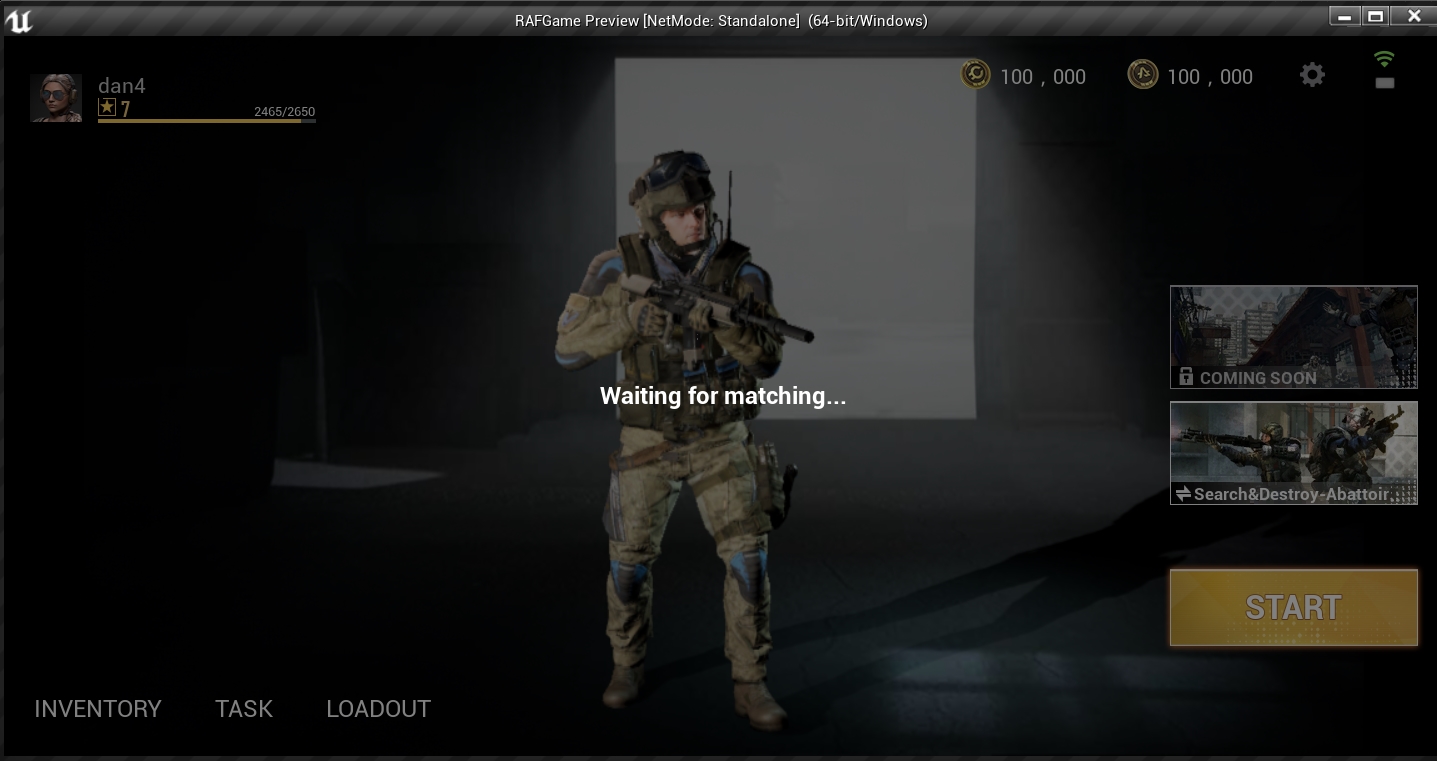 RAFGame Preview [NetMode: Standalone] (64-bit/Windows)
dan4
7
2465/2650
100 , 000
100 , 000
COMING SOON
Waiting for matching...
Search&Destroy-Abattoir
START
INVENTORY
TASK
LOADOUT